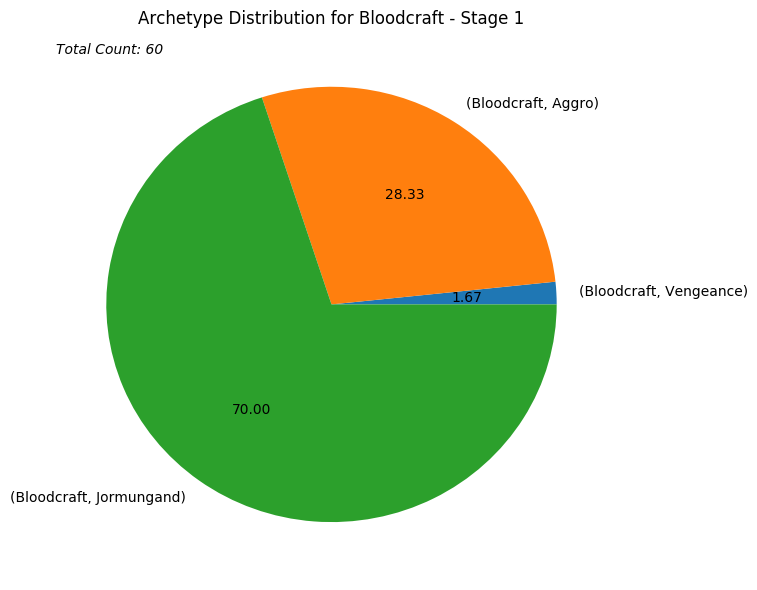 Archetype Distribution for Bloodcraft - Stage 1
Total Count: 60
(Bloodcraft, Aggro)
28.33
(Bloodcraft, Vengeance)
1.67
70.00
(Bloodcraft, Jormungand)